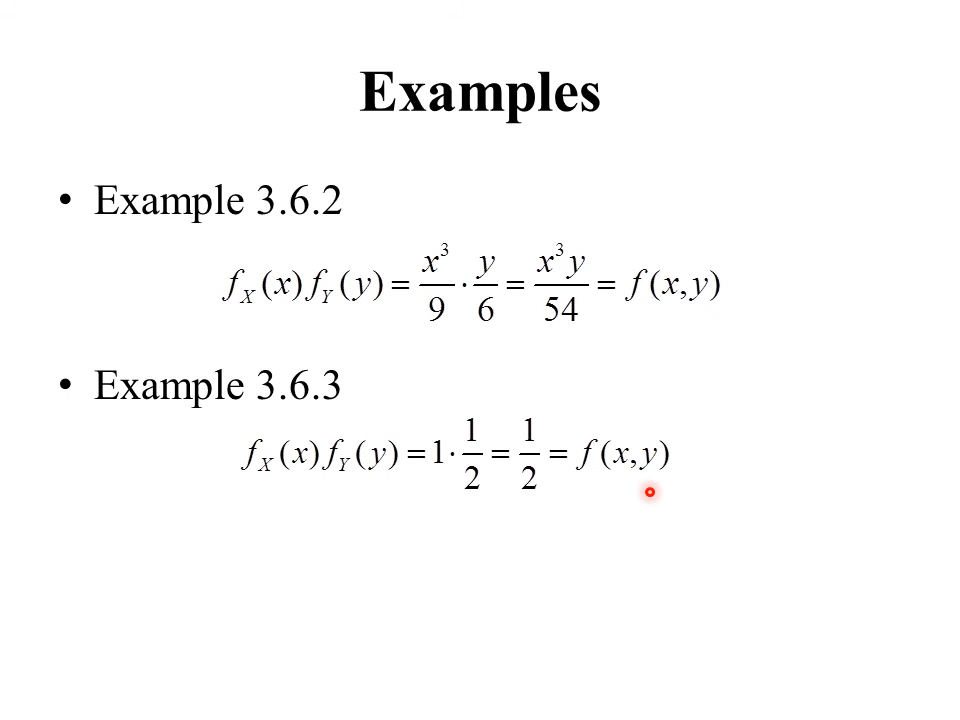 Examples
• Example 3.6.2
f_X(x) f_Y(y) = x³/9 · y/6 = x³y/54 = f(x, y)
• Example 3.6.3
f_X(x) f_Y(y) = 1 · 1/2 = 1/2 = f(x, y)